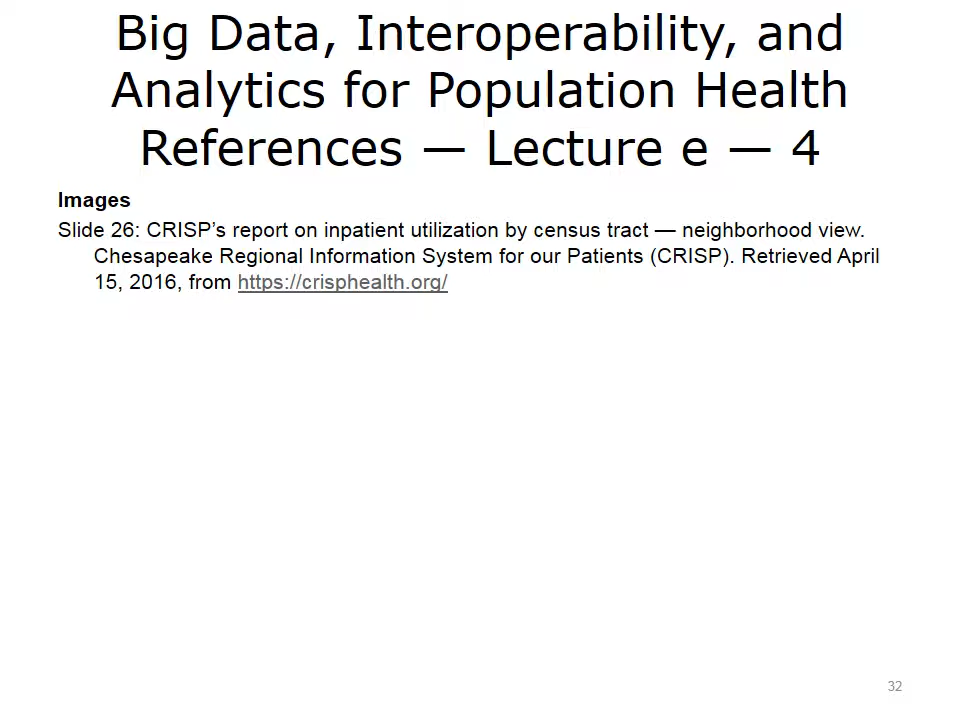 Big Data, Interoperability, and
Analytics for Population Health
References — Lecture e — 4
Images
Slide 26: CRISP’s report on inpatient utilization by census tract — neighborhood view.
Chesapeake Regional Information System for our Patients (CRISP). Retrieved April
15, 2016, from https://crisphealth.org/
32